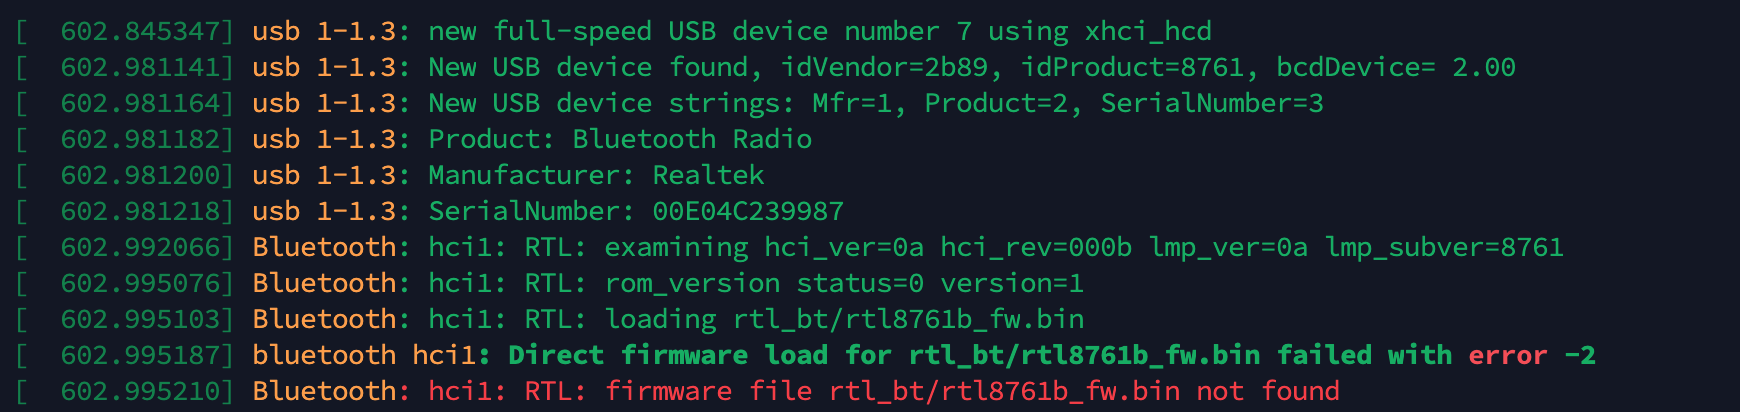 [  602.845347] usb 1-1.3: new full-speed USB device number 7 using xhci_hcd
[  602.981141] usb 1-1.3: New USB device found, idVendor=2b89, idProduct=8761, bcdDevice= 2.00
[  602.981164] usb 1-1.3: New USB device strings: Mfr=1, Product=2, SerialNumber=3
[  602.981182] usb 1-1.3: Product: Bluetooth Radio
[  602.981200] usb 1-1.3: Manufacturer: Realtek
[  602.981218] usb 1-1.3: SerialNumber: 00E04C239987
[  602.992066] Bluetooth: hci1: RTL: examining hci_ver=0a hci_rev=000b lmp_ver=0a lmp_subver=8761
[  602.995076] Bluetooth: hci1: RTL: rom_version status=0 version=1
[  602.995103] Bluetooth: hci1: RTL: loading rtl_bt/rtl8761b_fw.bin
[  602.995187] bluetooth hci1: Direct firmware load for rtl_bt/rtl8761b_fw.bin failed with error -2
[  602.995210] Bluetooth: hci1: RTL: firmware file rtl_bt/rtl8761b_fw.bin not found